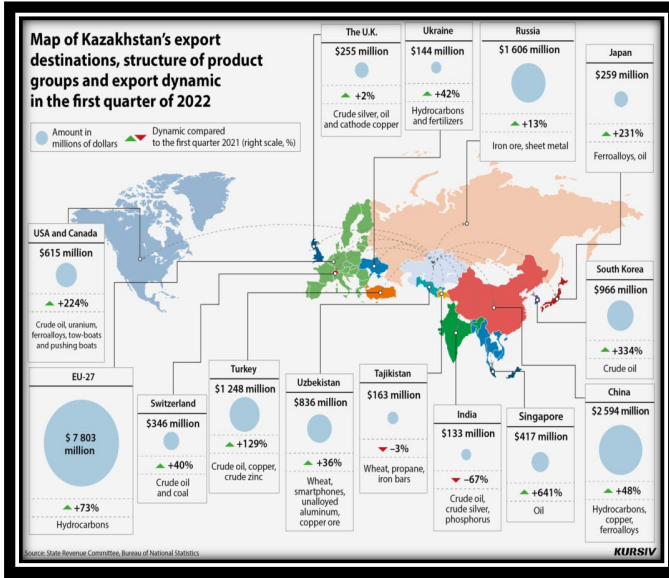 Map of Kazakhstan's export
destinations, structure of product
groups and export dynamic
in the first quarter of 2022
Amount in
millions of dollars
Dynamic compared
to the first quarter 2021 (right scale, %)
The U.K.
$255 million
+2%
Crude silver, oil
and cathode copper
Ukraine
$144 million
+42%
Hydrocarbons
and fertilizers
Russia
$1 606 million
+13%
Iron ore, sheet metal
Japan
$259 million
+231%
Ferroalloys, oil
USA and Canada
$615 million
+224%
Crude oil, uranium,
ferroalloys, tow-boats
and pushing boats
South Korea
$966 million
+334%
Crude oil
EU-27
$ 7 803
million
+73%
Hydrocarbons
Switzerland
$346 million
+40%
Crude oil
and coal
Turkey
$1 248 million
+129%
Crude oil, copper,
crude zinc
Uzbekistan
$836 million
+36%
Wheat,
smartphones,
unalloyed
aluminum,
copper ore
Tajikistan
$163 million
–3%
Wheat, propane,
iron bars
India
$133 million
–67%
Crude oil,
crude silver,
phosphorus
Singapore
$417 million
+641%
Oil
China
$2 594 million
+48%
Hydrocarbons,
copper,
ferroalloys
Source: State Revenue Committee, Bureau of National Statistics
KURSIV